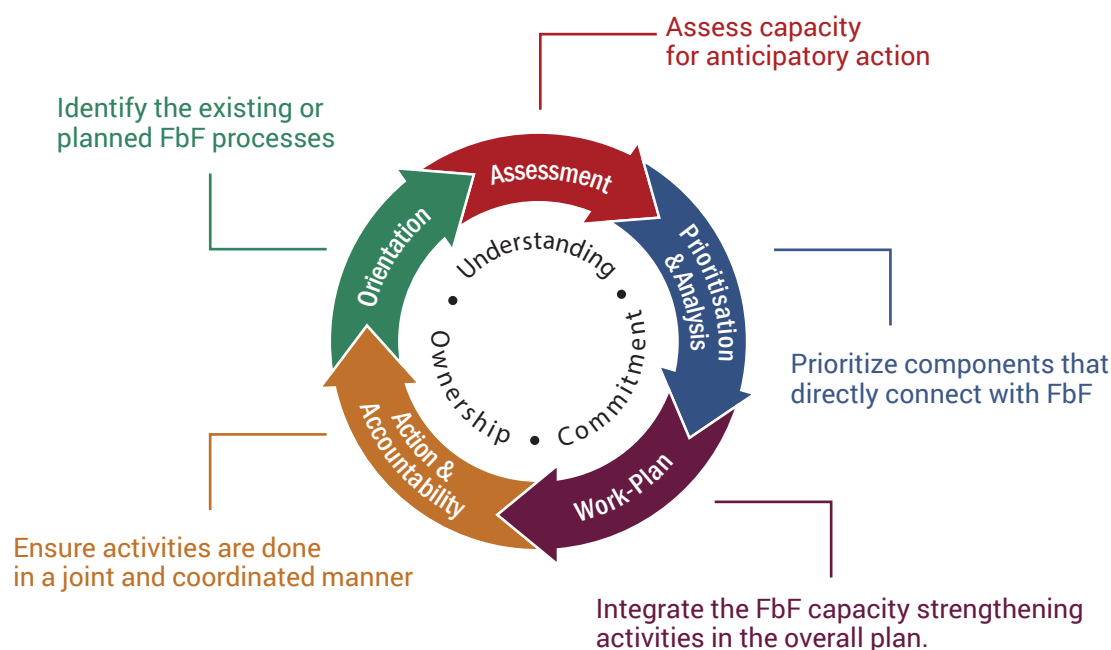 Assess capacity
for anticipatory action
Identify the existing or
planned FbF processes
Assessment
Orientation
Prioritisation
& Analysis
Understanding
•
Commitment
•
Ownership
•
Prioritize components that
directly connect with FbF
Action &
Accountability
Work-Plan
Ensure activities are done
in a joint and coordinated manner
Integrate the FbF capacity strengthening
activities in the overall plan.